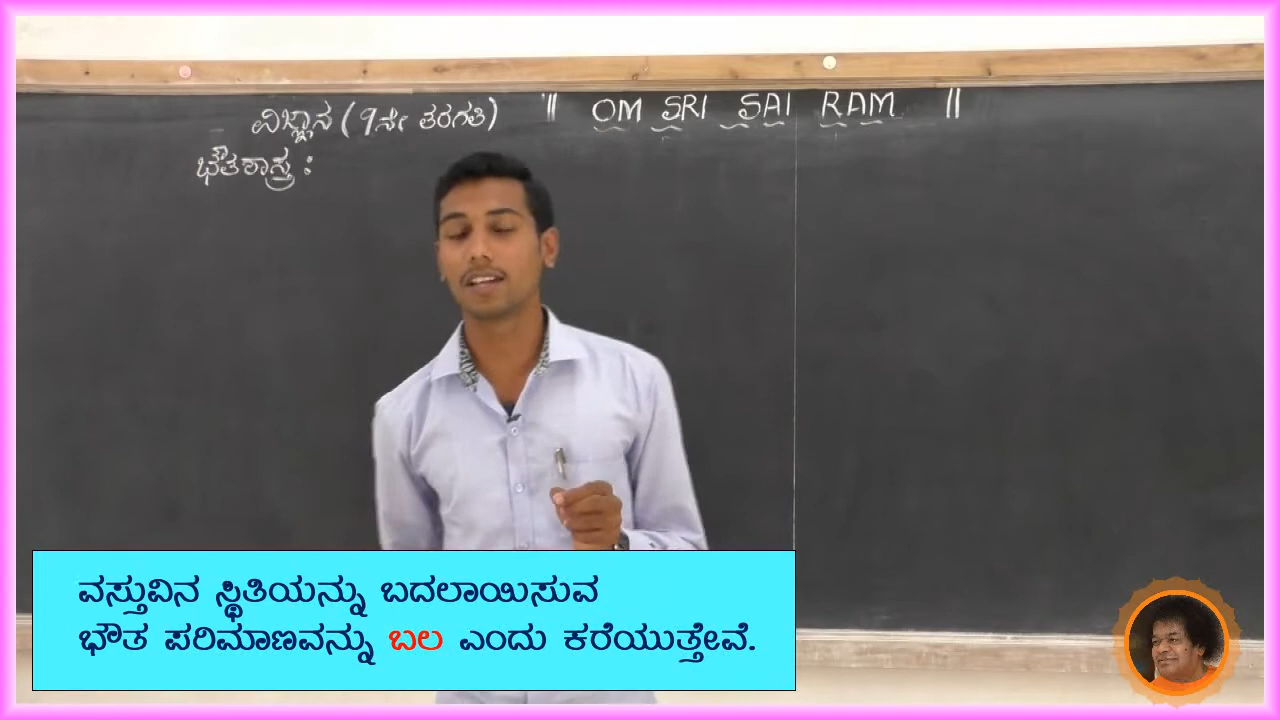 ವಿಜ್ಞಾನ (9ನೇ ತರಗತಿ) || OM SRI SAI RAM ||
ಭೌತಶಾಸ್ತ್ರ :
ವಸ್ತುವಿನ ಸ್ಥಿತಿಯನ್ನು ಬದಲಾಯಿಸುವ
ಭೌತ ಪರಿಮಾಣವನ್ನು ಬಲ ಎಂದು ಕರೆಯುತ್ತೇವೆ.